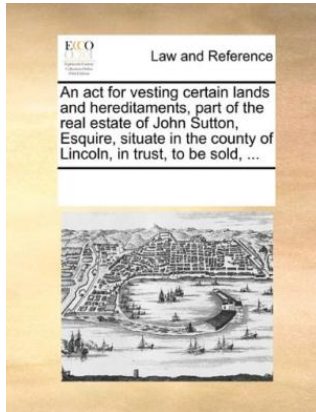 ECCO
Law and Reference
An act for vesting certain lands
and hereditaments, part of the
real estate of John Sutton,
Esquire, situate in the county of
Lincoln, in trust, to be sold, ...